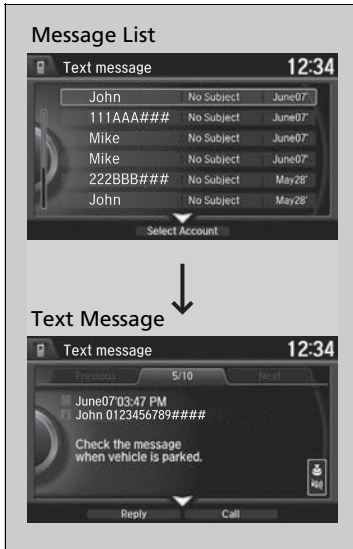 Message List
Text message 12:34
John No Subject June07'
111AAA### No Subject June07'
Mike No Subject June07'
Mike No Subject June07'
222BBB### No Subject May28'
John No Subject May28'
Select Account
Text Message
Text message 12:34
Previous 5/10 Next
June07'03:47 PM
John 0123456789####
Check the message
when vehicle is parked.
Reply Call